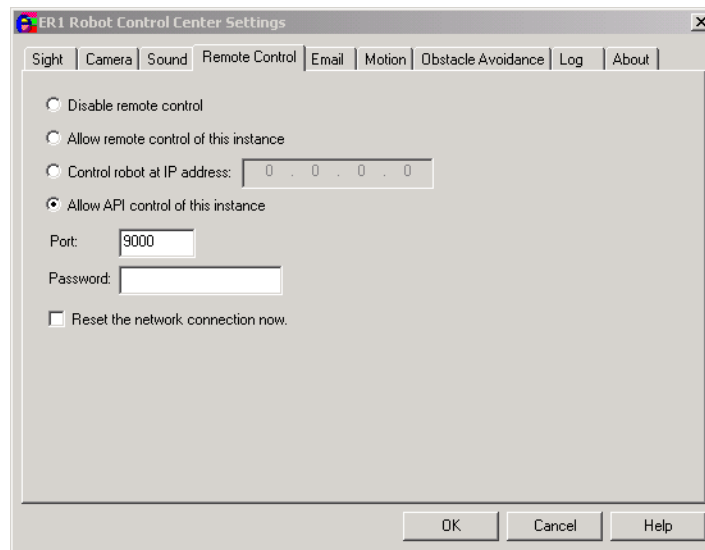 ER1 Robot Control Center Settings
Sight Camera Sound Remote Control Email Motion Obstacle Avoidance Log About
Disable remote control
Allow remote control of this instance
Control robot at IP address: 0 . 0 . 0 . 0
Allow API control of this instance
Port: 9000
Password:
Reset the network connection now.
OK Cancel Help